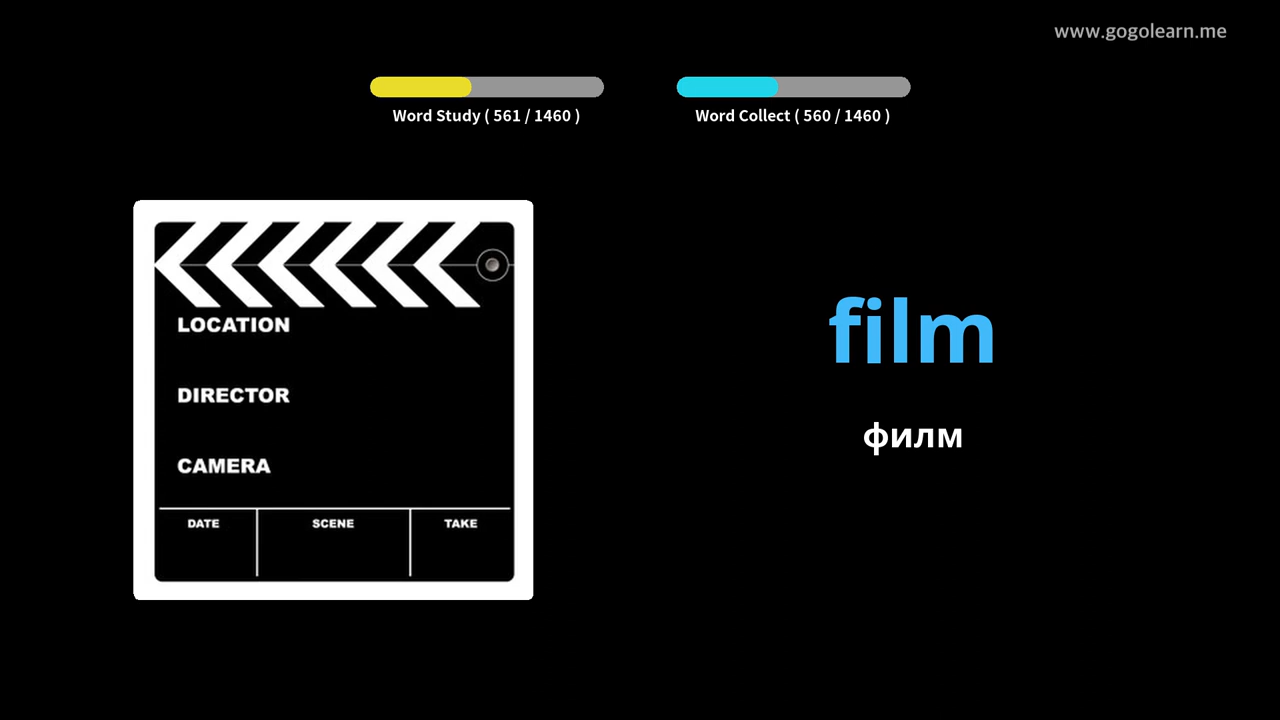 www.gogolearn.me
Word Study ( 561 / 1460 )
Word Collect ( 560 / 1460 )
LOCATION
DIRECTOR
CAMERA
DATE
SCENE
TAKE
film
филм